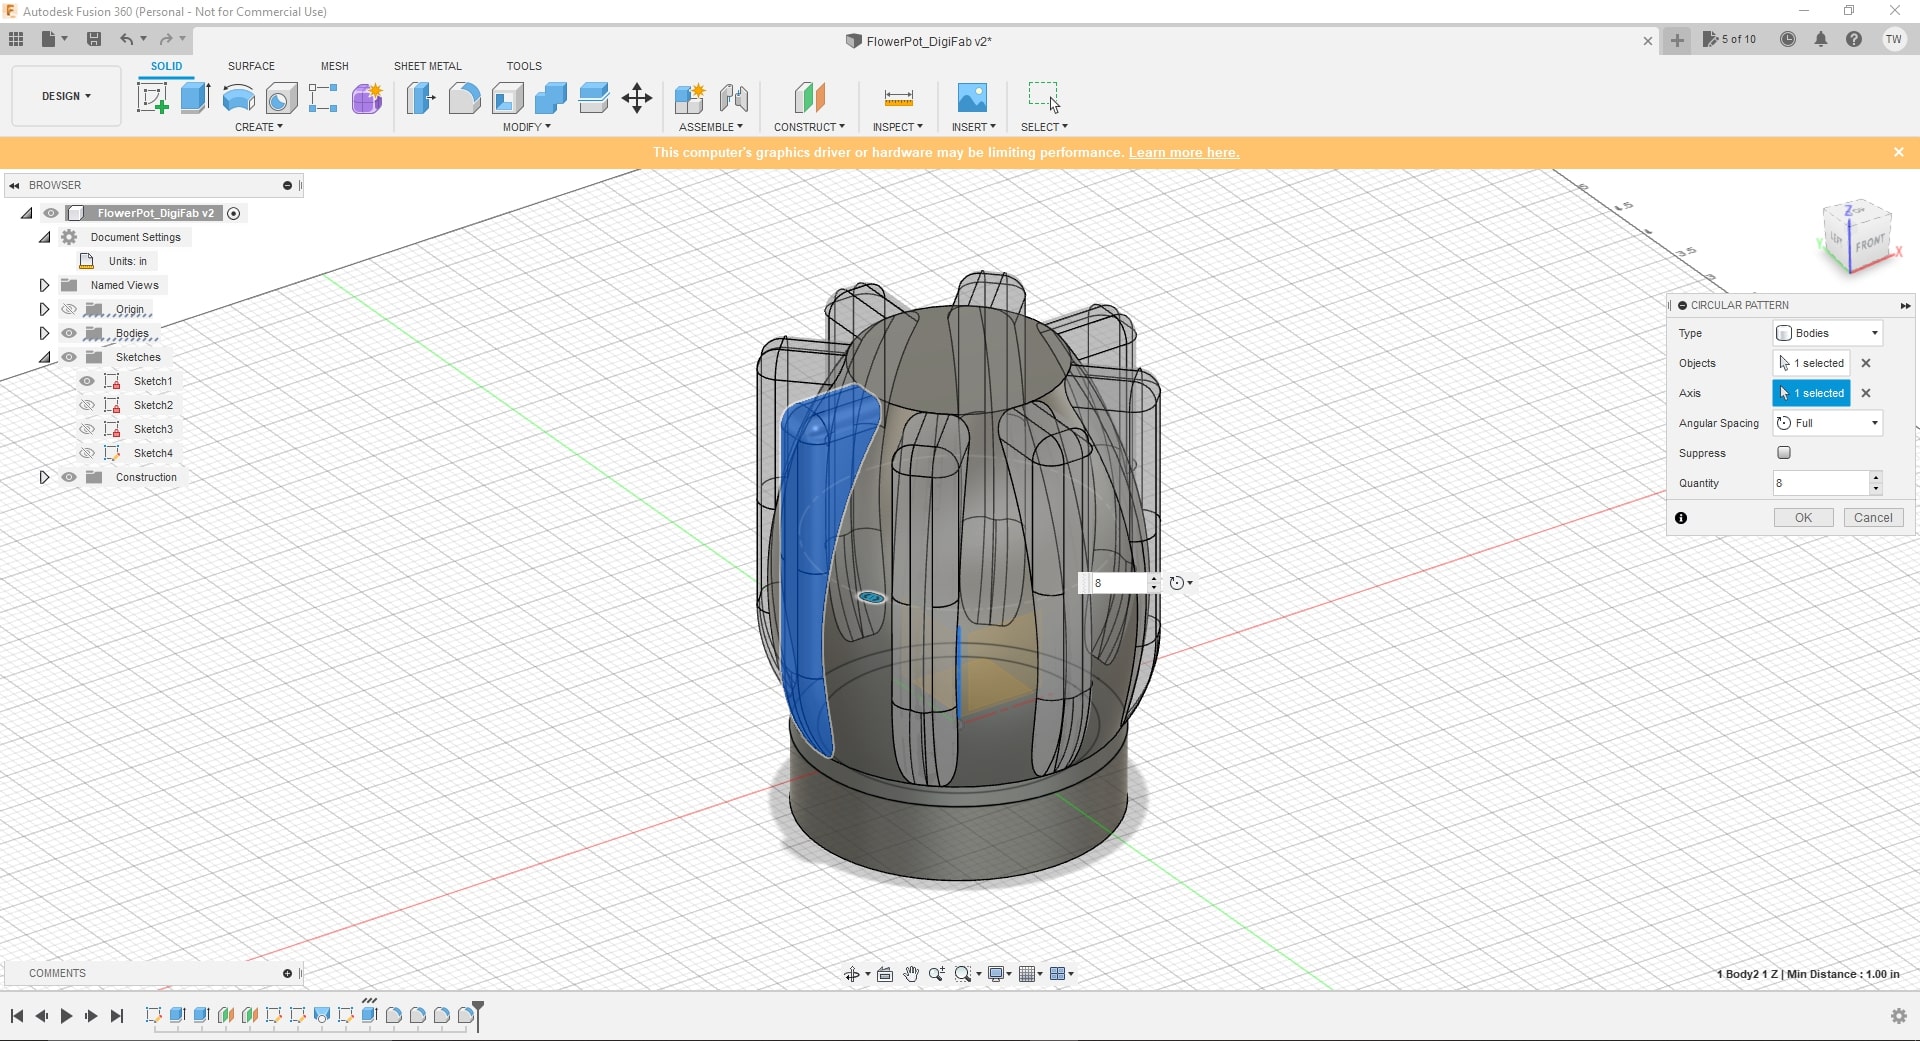 Autodesk Fusion 360 (Personal - Not for Commercial Use)
FlowerPot_DigiFab v2*
5 of 10
TW
DESIGN
SOLID
SURFACE
MESH
SHEET METAL
TOOLS
CREATE
MODIFY
ASSEMBLE
CONSTRUCT
INSPECT
INSERT
SELECT
This computer's graphics driver or hardware may be limiting performance. Learn more here.
BROWSER
FlowerPot_DigiFab v2
Document Settings
Units: in
Named Views
Origin
Bodies
Sketches
Sketch1
Sketch2
Sketch3
Sketch4
Construction
Z
LEFT
FRONT
X
Y
CIRCULAR PATTERN
Type
Bodies
Objects
1 selected
Axis
1 selected
Angular Spacing
Full
Suppress
Quantity
8
OK
Cancel
8
COMMENTS
1 Body2 1 Z | Min Distance : 1.00 in